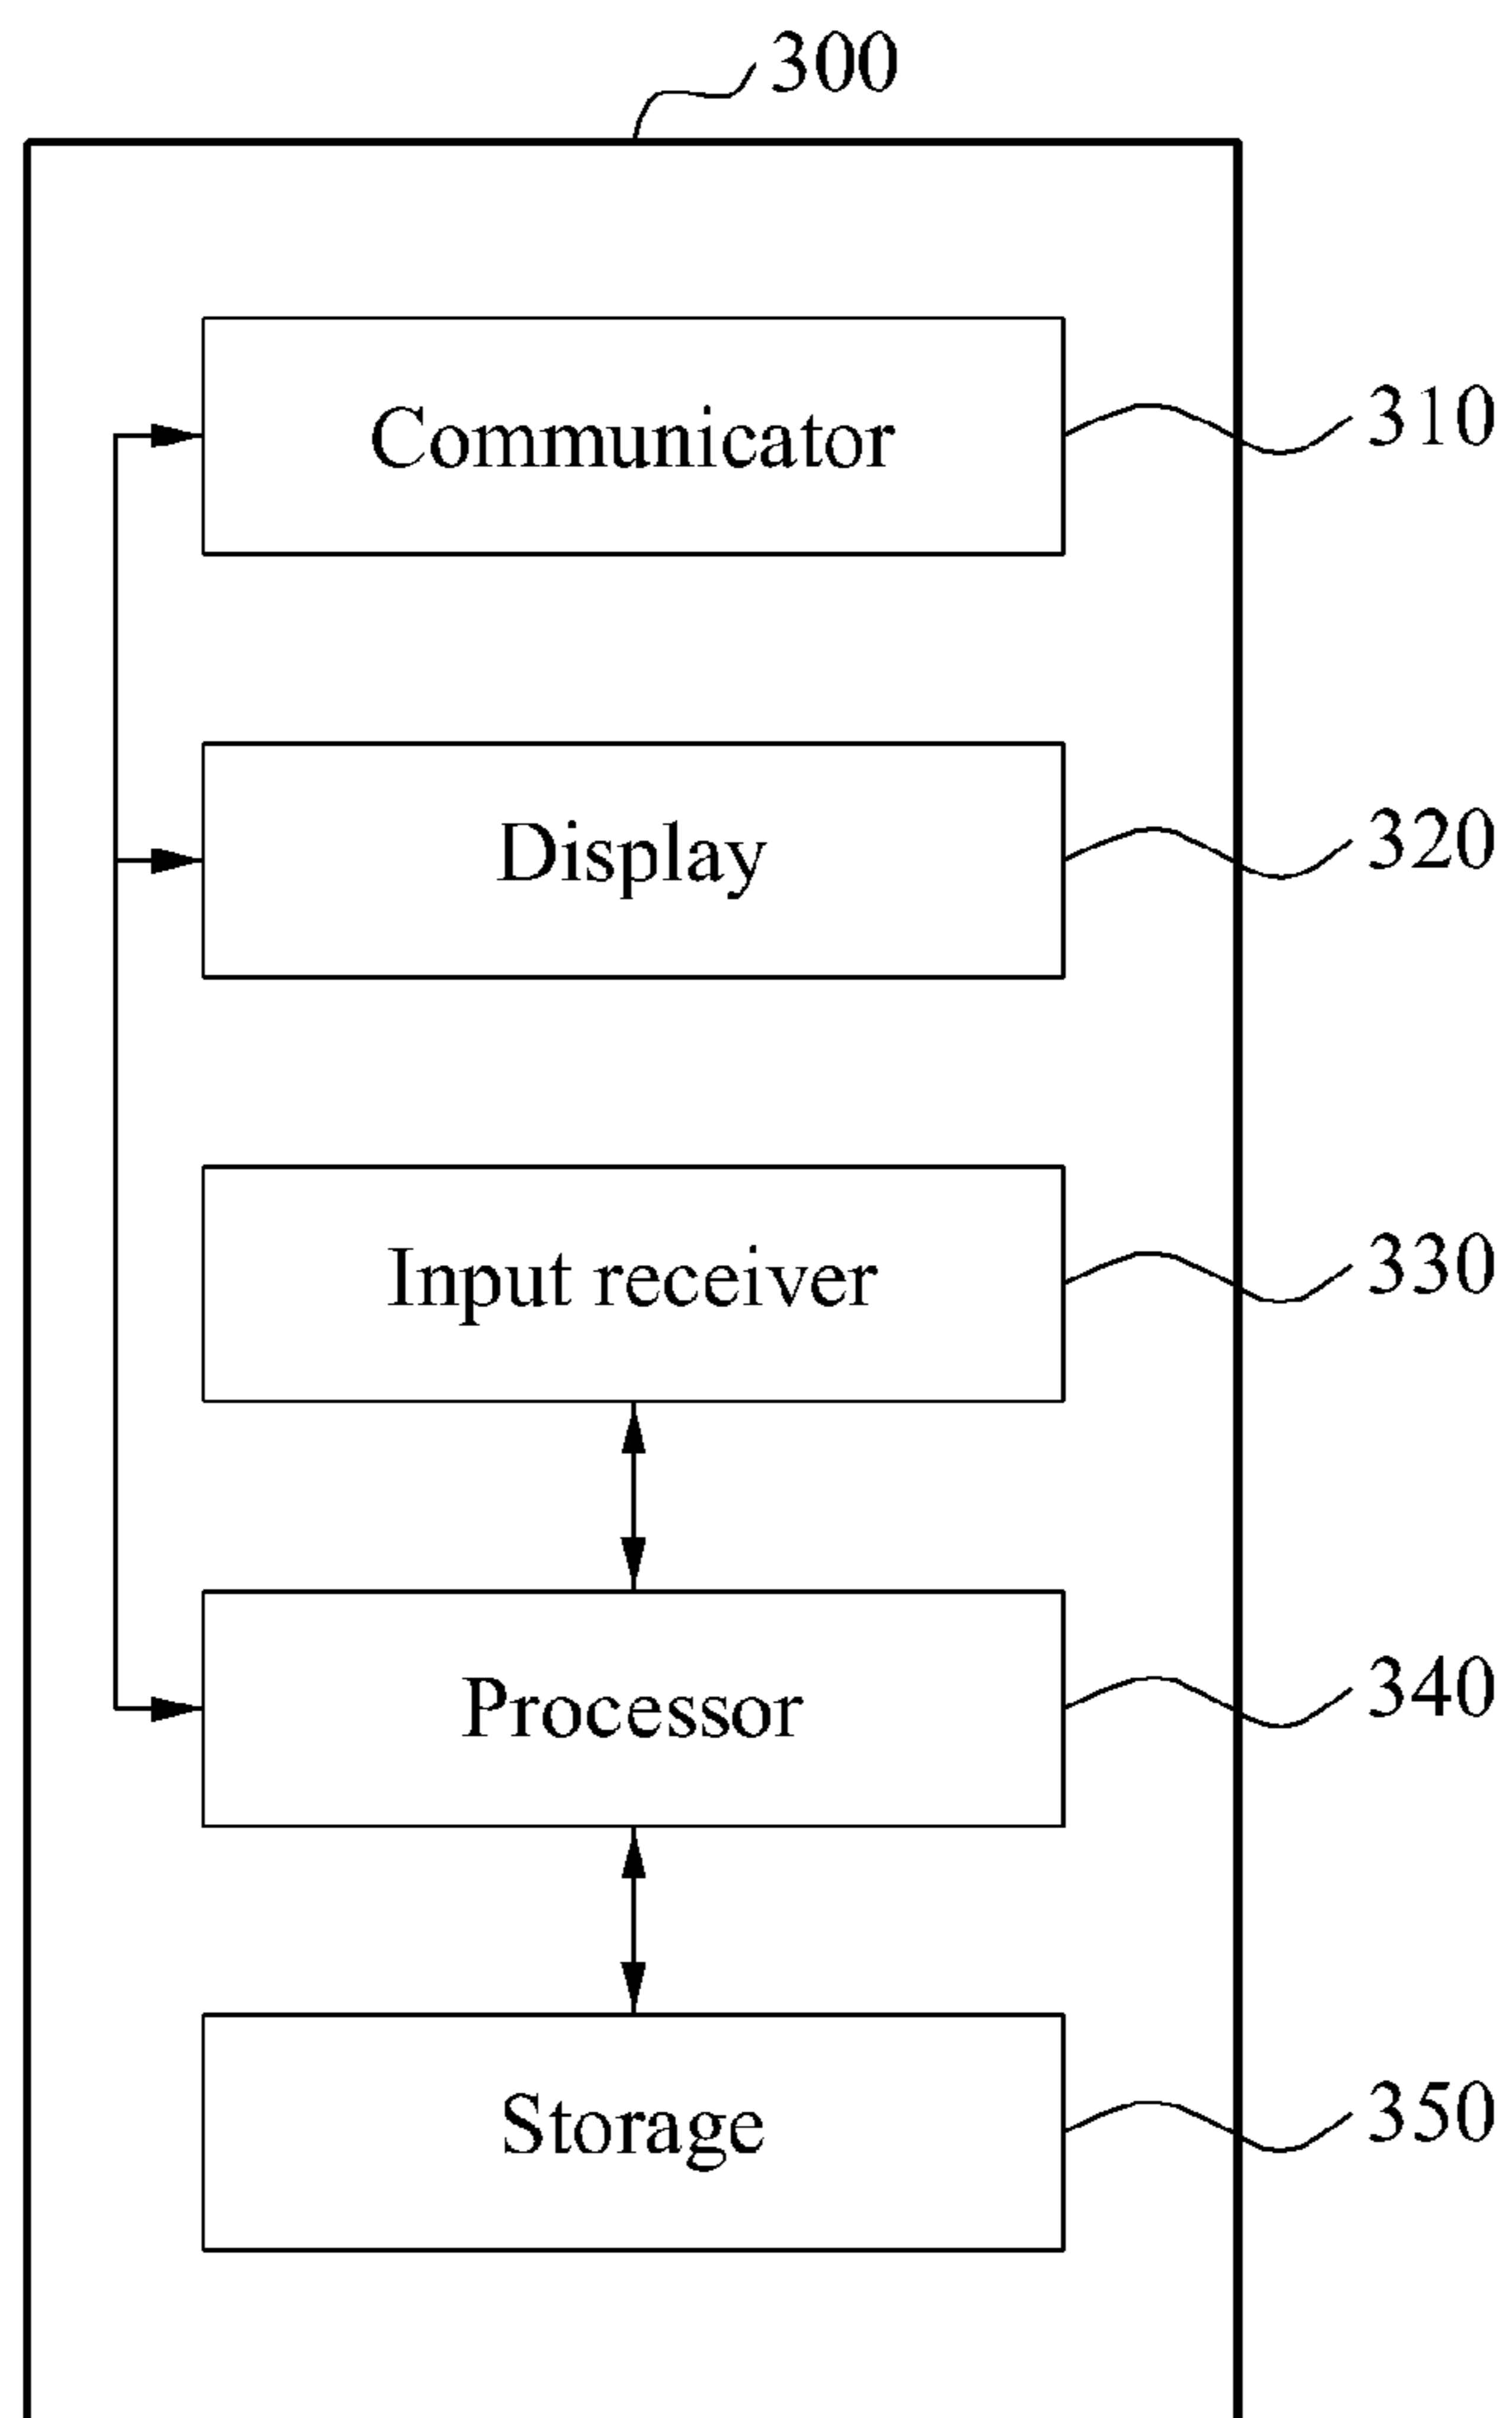 300
Communicator
310
Display
320
Input receiver
330
Processor
340
Storage
350